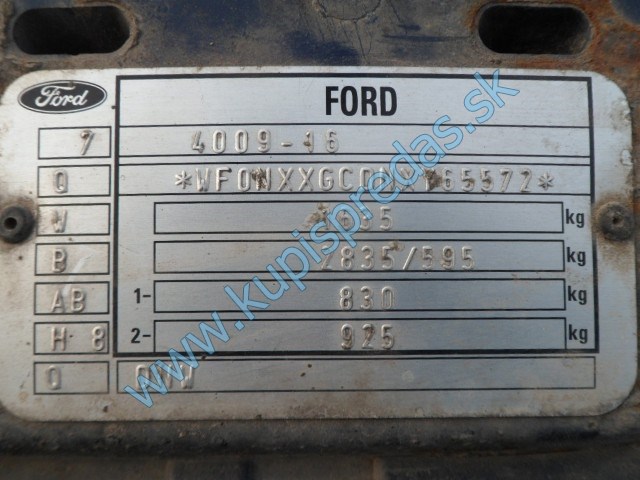 Ford
FORD
7 4009-16
Q
W kg
B 2835/595 kg
AB 1- 830 kg
H 8 2- 925 kg
Q
www.kupispredas.sk